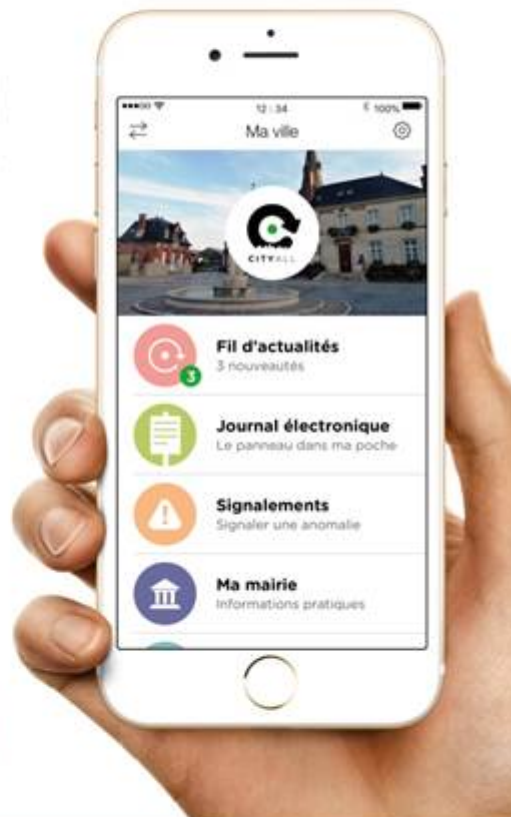 12:34
100%
Ma ville
CITYALL
Fil d'actualités
3 nouveautés
3
Journal électronique
Le panneau dans ma poche
Signalements
Signaler une anomalie
Ma mairie
Informations pratiques